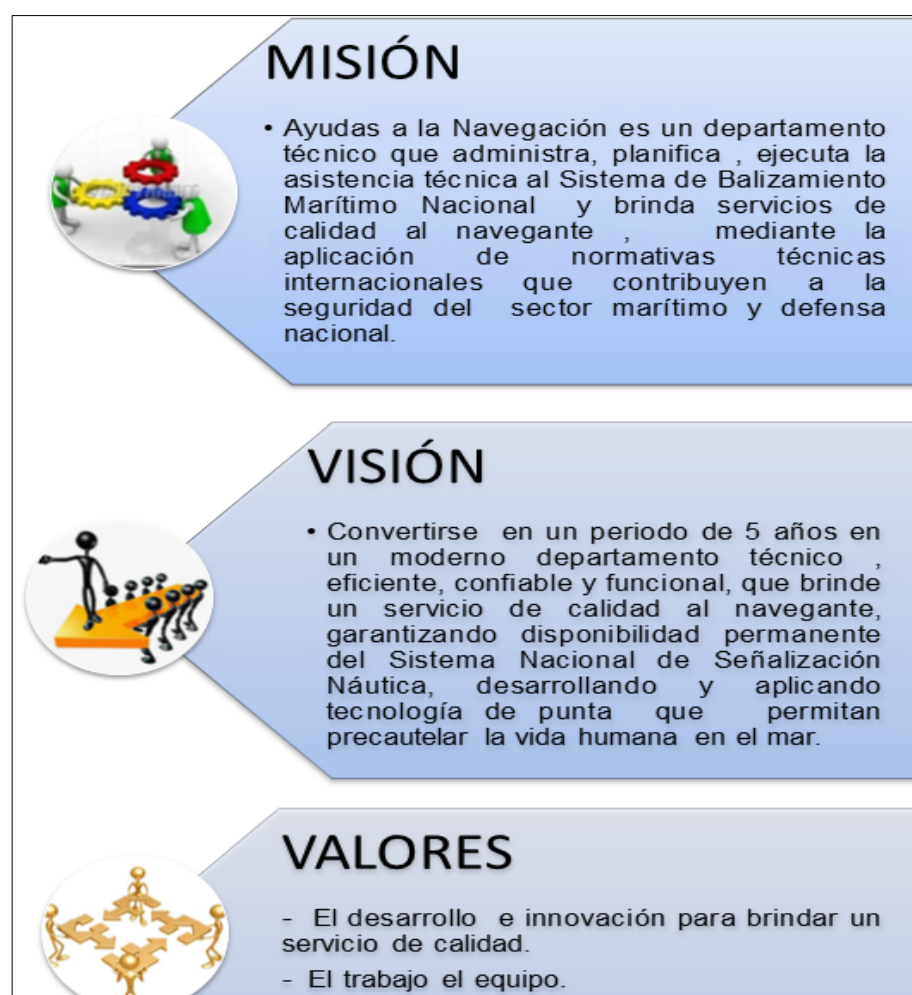 MISIÓN
• Ayudas a la Navegación es un departamento
técnico que administra, planifica , ejecuta la
asistencia técnica al Sistema de Balizamiento
Marítimo Nacional y brinda servicios de
calidad al navegante , mediante la
aplicación de normativas técnicas
internacionales que contribuyen a la
seguridad del sector marítimo y defensa
nacional.
VISIÓN
• Convertirse en un periodo de 5 años en
un moderno departamento técnico ,
eficiente, confiable y funcional, que brinde
un servicio de calidad al navegante,
garantizando disponibilidad permanente
del Sistema Nacional de Señalización
Náutica, desarrollando y aplicando
tecnología de punta que permitan
precautelar la vida humana en el mar.
VALORES
- El desarrollo e innovación para brindar un
servicio de calidad.
- El trabajo el equipo.